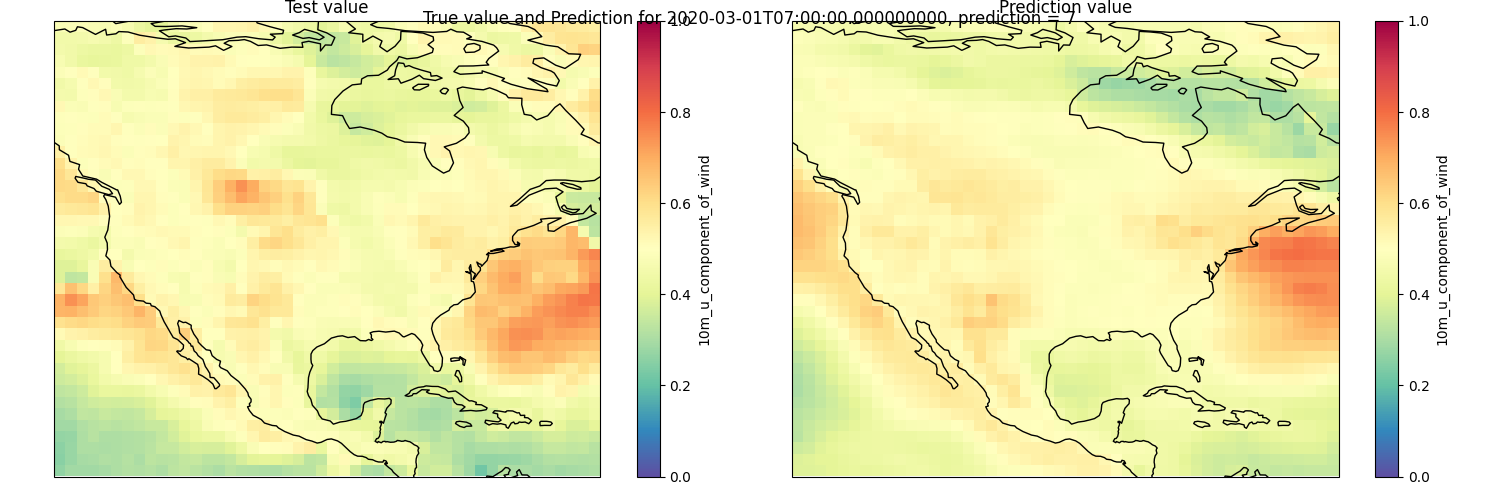 Test value
True value and Prediction for 2020-03-01T07:00:00.000000000, prediction = 7
Prediction value
1.0
0.8
0.6
0.4
0.2
0.0
10m_u_component_of_wind
1.0
0.8
0.6
0.4
0.2
0.0
10m_u_component_of_wind